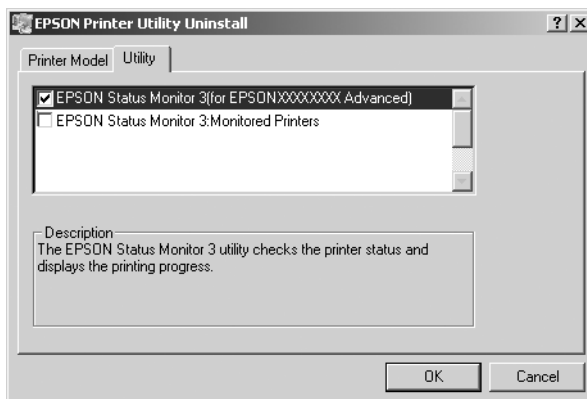 EPSON Printer Utility Uninstall
Printer Model Utility
EPSON Status Monitor 3(for EPSONXXXXXXXX Advanced)
EPSON Status Monitor 3:Monitored Printers
Description
The EPSON Status Monitor 3 utility checks the printer status and
displays the printing progress.
OK Cancel